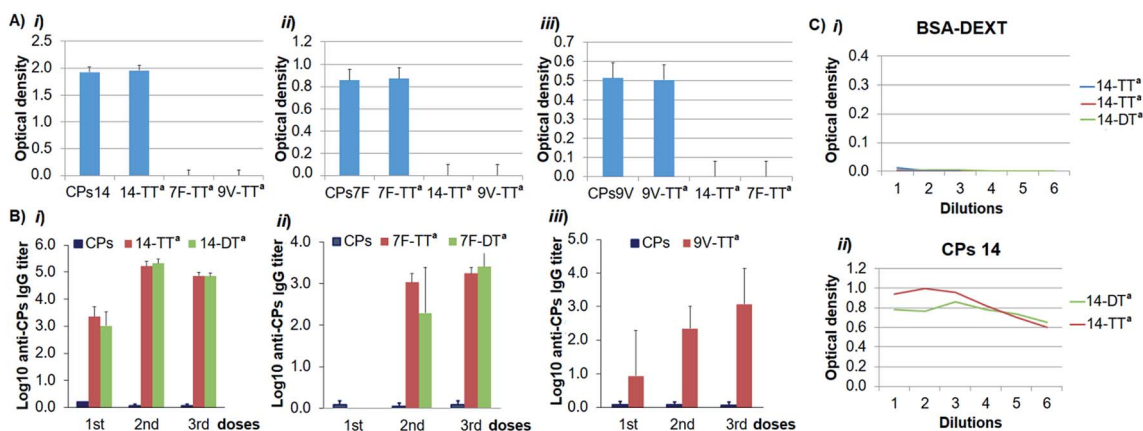 A) i)
Optical density
2.5
2.0
1.5
1.0
0.5
0.0
CPs14 14-TTª 7F-TTª 9V-TTª
ii)
Optical density
1.2
1.0
0.8
0.6
0.4
0.2
0.0
CPs7F 7F-TTª 14-TTª 9V-TTª
iii)
Optical density
0.7
0.6
0.5
0.4
0.3
0.2
0.1
0.0
CPs9V 9V-TTª 14-TTª 7F-TTª
B) i)
CPs 14-TTª 14-DTª
Log10 anti-CPs IgG titer
6.0
5.0
4.0
3.0
2.0
1.0
0.0
1st 2nd 3rd doses
ii)
CPs 7F-TTª 7F-DTª
Log10 anti-CPs IgG titer
4.0
3.0
2.0
1.0
0.0
1st 2nd 3rd doses
iii)
CPs 9V-TTª
Log10 anti-CPs IgG titer
5.0
4.0
3.0
2.0
1.0
0.0
1st 2nd 3rd doses
C) i)
BSA-DEXT
Optical density
0.4
0.3
0.2
0.1
0.0
1 2 3 4 5 6
Dilutions
14-TTª
14-TTª
14-DTª
ii)
CPs 14
Optical density
1.2
1.0
0.8
0.6
0.4
0.2
0.0
1 2 3 4 5 6
Dilutions
14-DTª
14-TTª